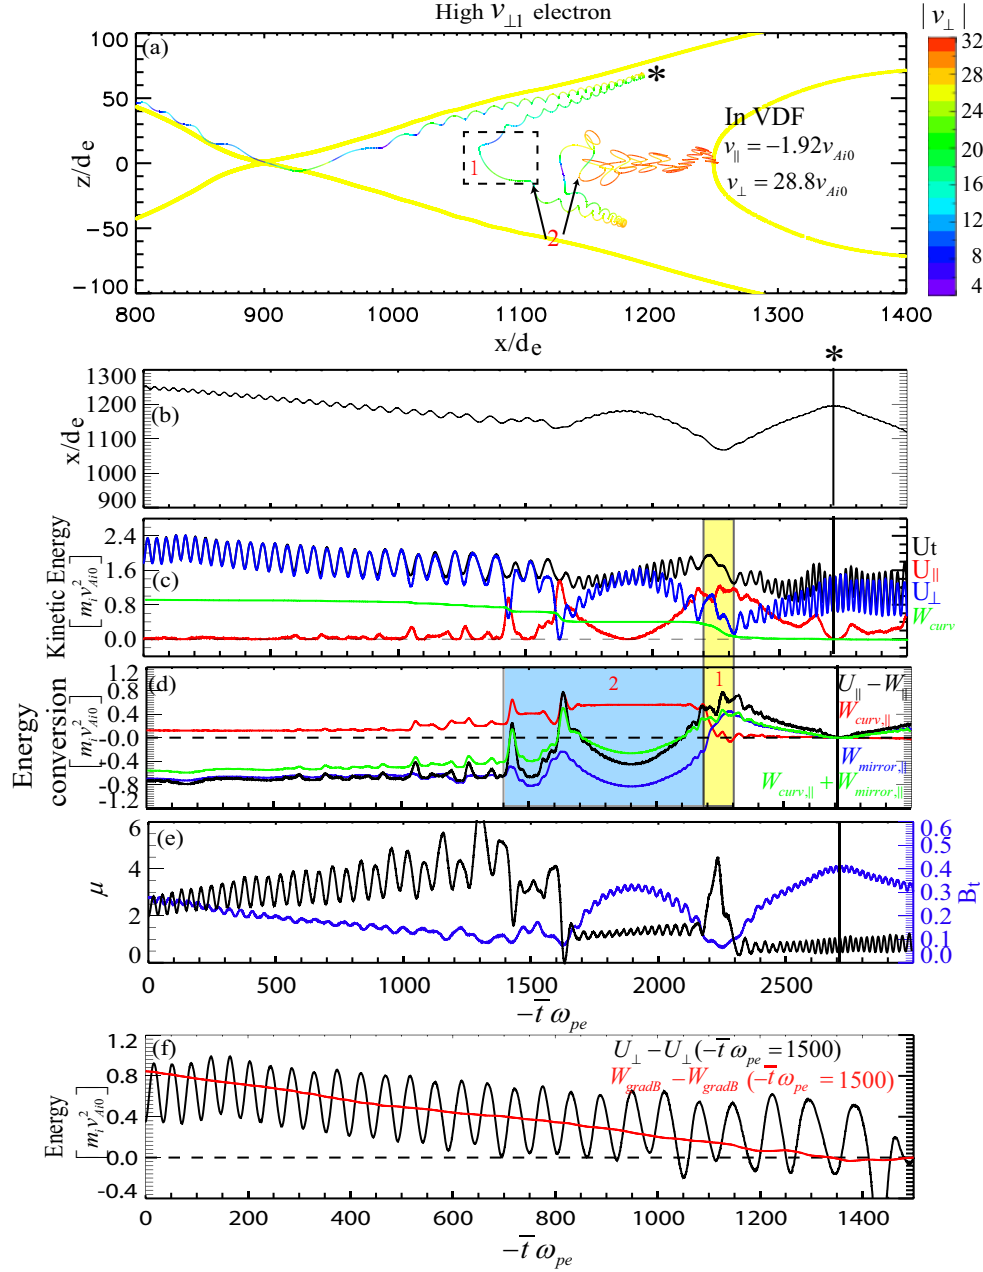 High v⊥1 electron
|v⊥|
(a)
100
50
0
-50
-100
z/de
*
In VDF
v∥ = −1.92vAi0
v⊥ = 28.8vAi0
1
2
32
28
24
20
16
12
8
4
800 900 1000 1100 1200 1300 1400
x/de
*
(b)
1300
1200
1100
1000
900
x/de
(c)
2.4
1.6
0.8
0.0
Kinetic Energy
[miv²Ai0]
Ut
U∥
U⊥
Wcurv
(d)
1.2
0.8
0.4
-0.0
+0.4
-0.8
-1.2
Energy
conversion
[miv²Ai0]
2
1
U∥ − W∥
Wcurv,∥
Wmirror,∥
Wcurv,∥ + Wmirror,∥
(e)
6
4
2
0
μ
0.6
0.5
0.4
0.3
0.2
0.1
0.0
Bt
0 500 1000 1500 2000 2500
−t̅ ωpe
(f)
1.2
0.8
0.4
0.0
-0.4
Energy
[miv²Ai0]
U⊥ − U⊥(−t̅ ωpe = 1500)
WgradB − WgradB (−t̅ ωpe = 1500)
0 200 400 600 800 1000 1200 1400
−t̅ ωpe